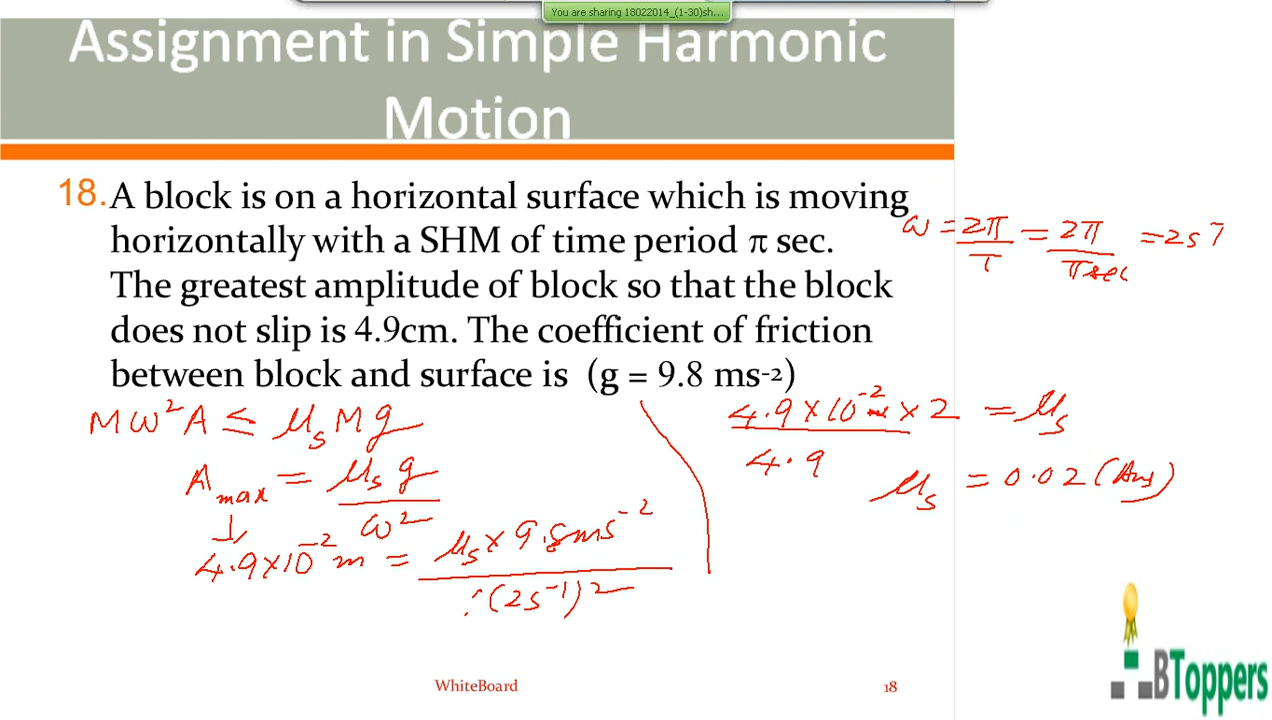 You are sharing 18022014_(1-30)sh...
Assignment in Simple Harmonic
Motion
18. A block is on a horizontal surface which is moving
horizontally with a SHM of time period π sec.
The greatest amplitude of block so that the block
does not slip is 4.9cm. The coefficient of friction
between block and surface is (g = 9.8 ms-2)
ω = 2π/T = 2π/π sec = 2s
Mω²A ≤ μₛMg
A max = μₛg/ω²
↓
4.9×10⁻²m = μₛ×9.8ms⁻²/(2s⁻¹)²
4.9×10⁻²×2/4.9 = μₛ
μₛ = 0.02 (Ans)
WhiteBoard
18
BToppers